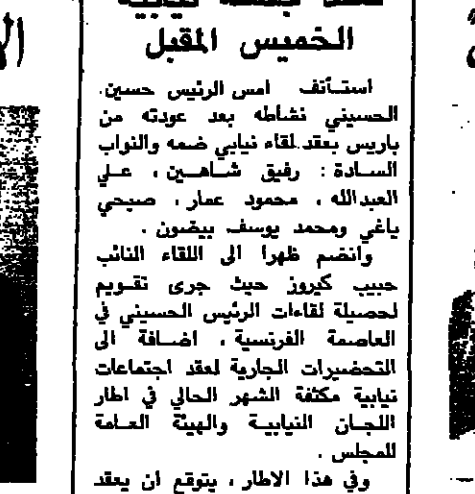 الخميس المقبل
استأنف امس الرئيس حسين
الحسيني نشاطه بعد عودته من
باريس بعقد لقاء نيابي ضمه والنواب
السادة : رفيق شاهين ، علي
العبدالله ، محمود عمار ، صبحي
ياغي ومحمد يوسف بيضون .
وانضم ظهرا الى اللقاء النائب
حبيب كيروز حيث جرى تقويم
لحصيلة لقاءات الرئيس الحسيني في
العاصمة الفرنسية ، اضافة الى
التحضيرات الجارية لعقد اجتماعات
نيابية مكثفة الشهر الحالي في اطار
اللجان النيابية والهيئة العامة
للمجلس .
وفي هذا الاطار ، يتوقع ان يعقد